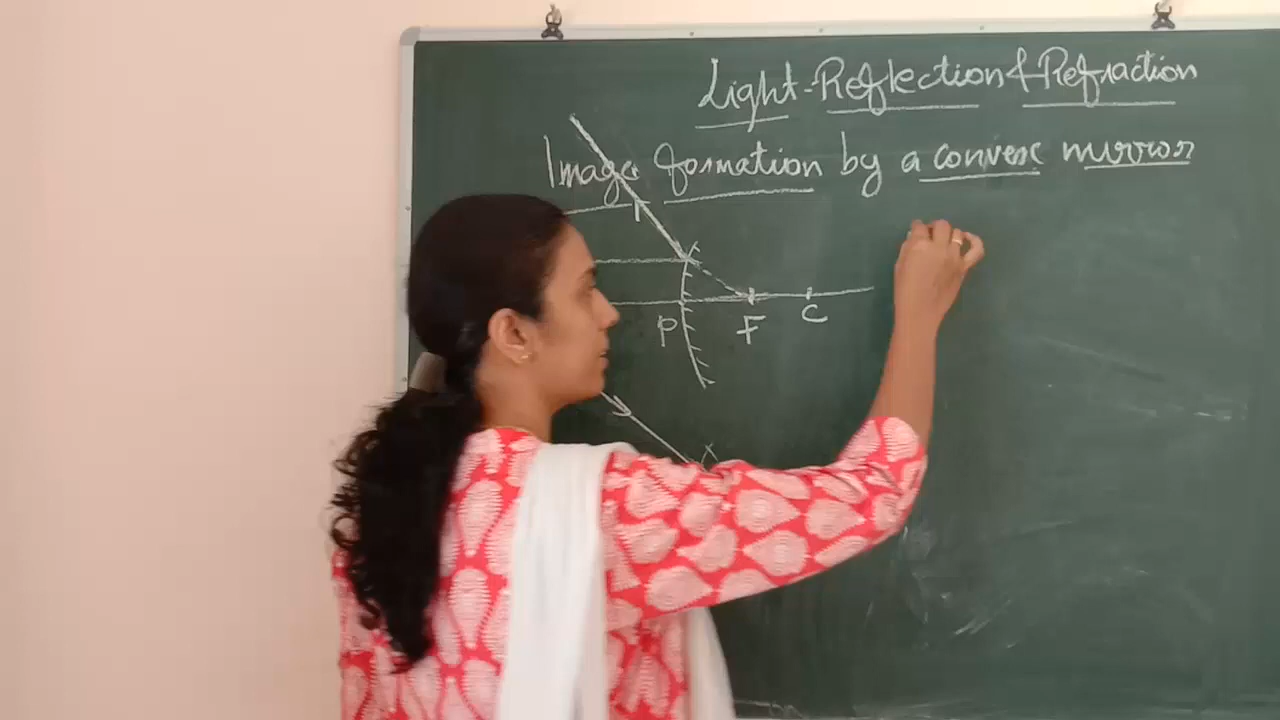 Light-Reflection & Refraction
Image formation by a convex mirror
P F C